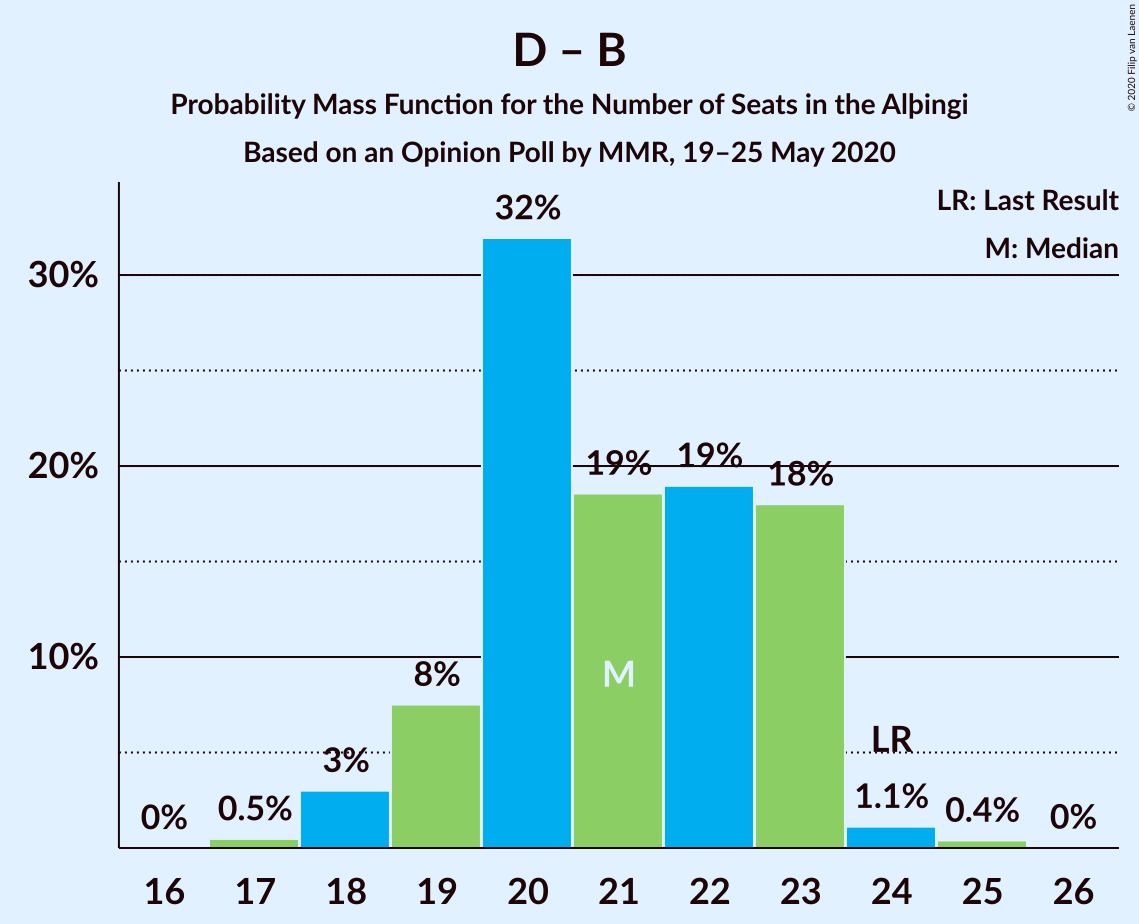 D – B
Probability Mass Function for the Number of Seats in the Alþingi
Based on an Opinion Poll by MMR, 19–25 May 2020
© 2020 Filip van Laenen
LR: Last Result
M: Median
32%
30%
20%
19%
19%
18%
10%
8%
M
LR
3%
0%
0.5%
1.1%
0.4%
0%
16 17 18 19 20 21 22 23 24 25 26